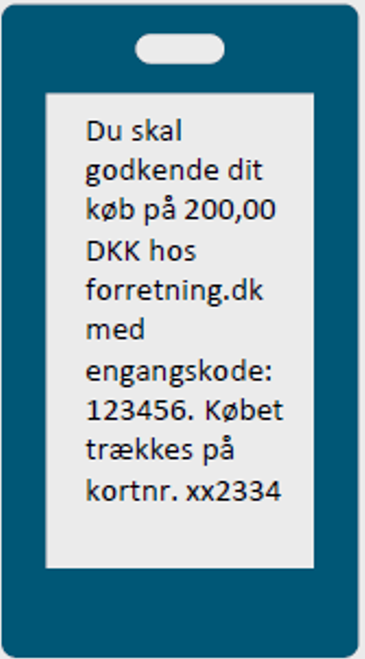 Du skal
godkende dit
køb på 200,00
DKK hos
forretning.dk
med
engangskode:
123456. Købet
trækkes på
kortnr. xx2334